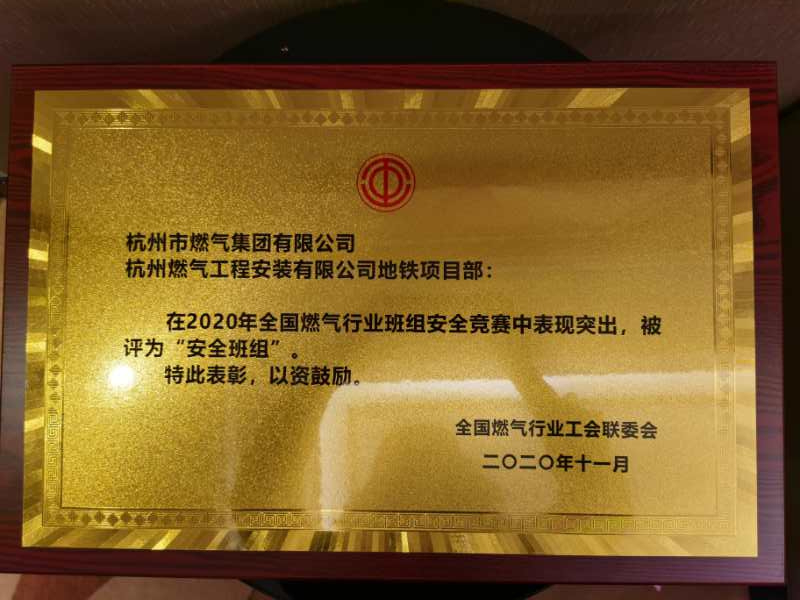 杭州市燃气集团有限公司
杭州燃气工程安装有限公司地铁项目部：
在2020年全国燃气行业班组安全竞赛中表现突出，被
评为“安全班组”。
特此表彰，以资鼓励。
全国燃气行业工会联委会
二〇二〇年十一月